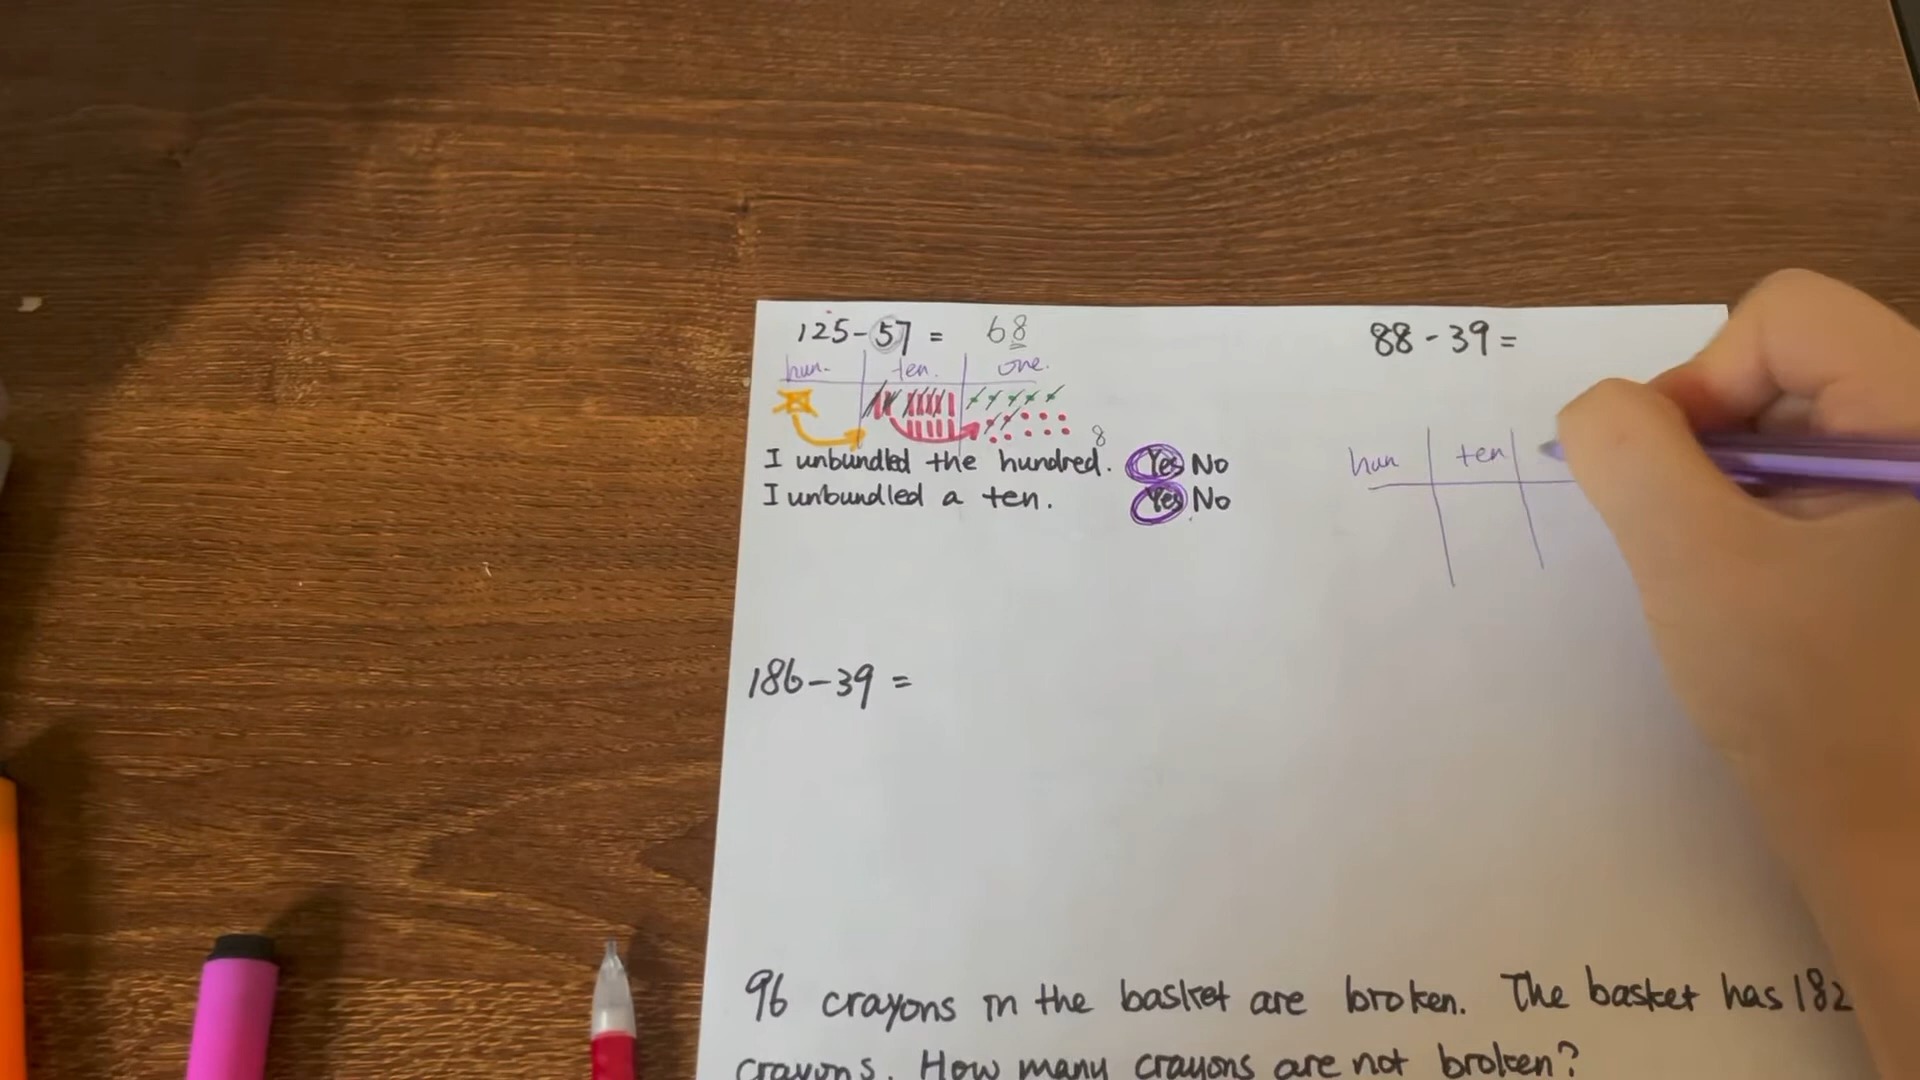 125-57 = 68
hun. ten. one.
8
I unbundled the hundred. Yes No
I unbundled a ten. Yes No
88-39=
hun ten
186-39 =
96 crayons in the basket are broken. The basket has 182
crayons. How many crayons are not broken?